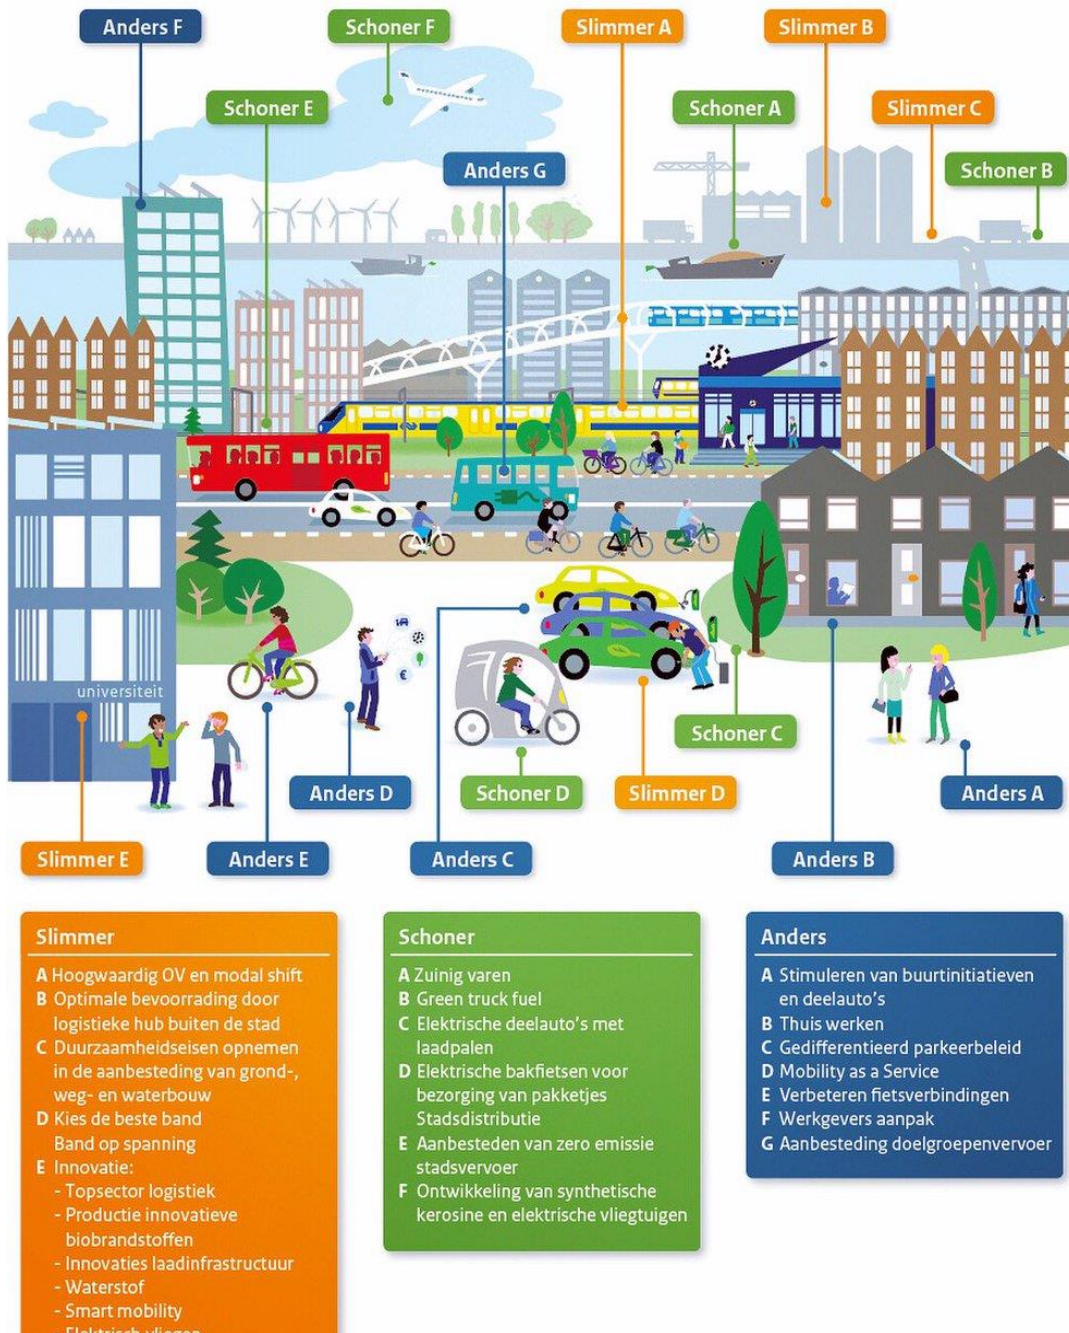 Anders F
Schoner F
Slimmer A
Slimmer B
Schoner E
Schoner A
Slimmer C
Anders G
Schoner B
universiteit
Schoner C
Anders D
Schoner D
Slimmer D
Anders A
Slimmer E
Anders E
Anders C
Anders B
Slimmer
A Hoogwaardig OV en modal shift
B Optimale bevoorrading door
logistieke hub buiten de stad
C Duurzaamheidseisen opnemen
in de aanbesteding van grond-,
weg- en waterbouw
D Kies de beste band
Band op spanning
E Innovatie:
- Topsector logistiek
- Productie innovatieve
biobrandstoffen
- Innovaties laadinfrastructuur
- Waterstof
- Smart mobility
- Elektrisch vliegen
Schoner
A Zuinig varen
B Green truck fuel
C Elektrische deelauto's met
laadpalen
D Elektrische bakfietsen voor
bezorging van pakketjes
Stadsdistributie
E Aanbesteden van zero emissie
stadsvervoer
F Ontwikkeling van synthetische
kerosine en elektrische vliegtuigen
Anders
A Stimuleren van buurtinitiatieven
en deelauto's
B Thuis werken
C Gedifferentieerd parkeerbeleid
D Mobility as a Service
E Verbeteren fietsverbindingen
F Werkgevers aanpak
G Aanbesteding doelgroepenvervoer